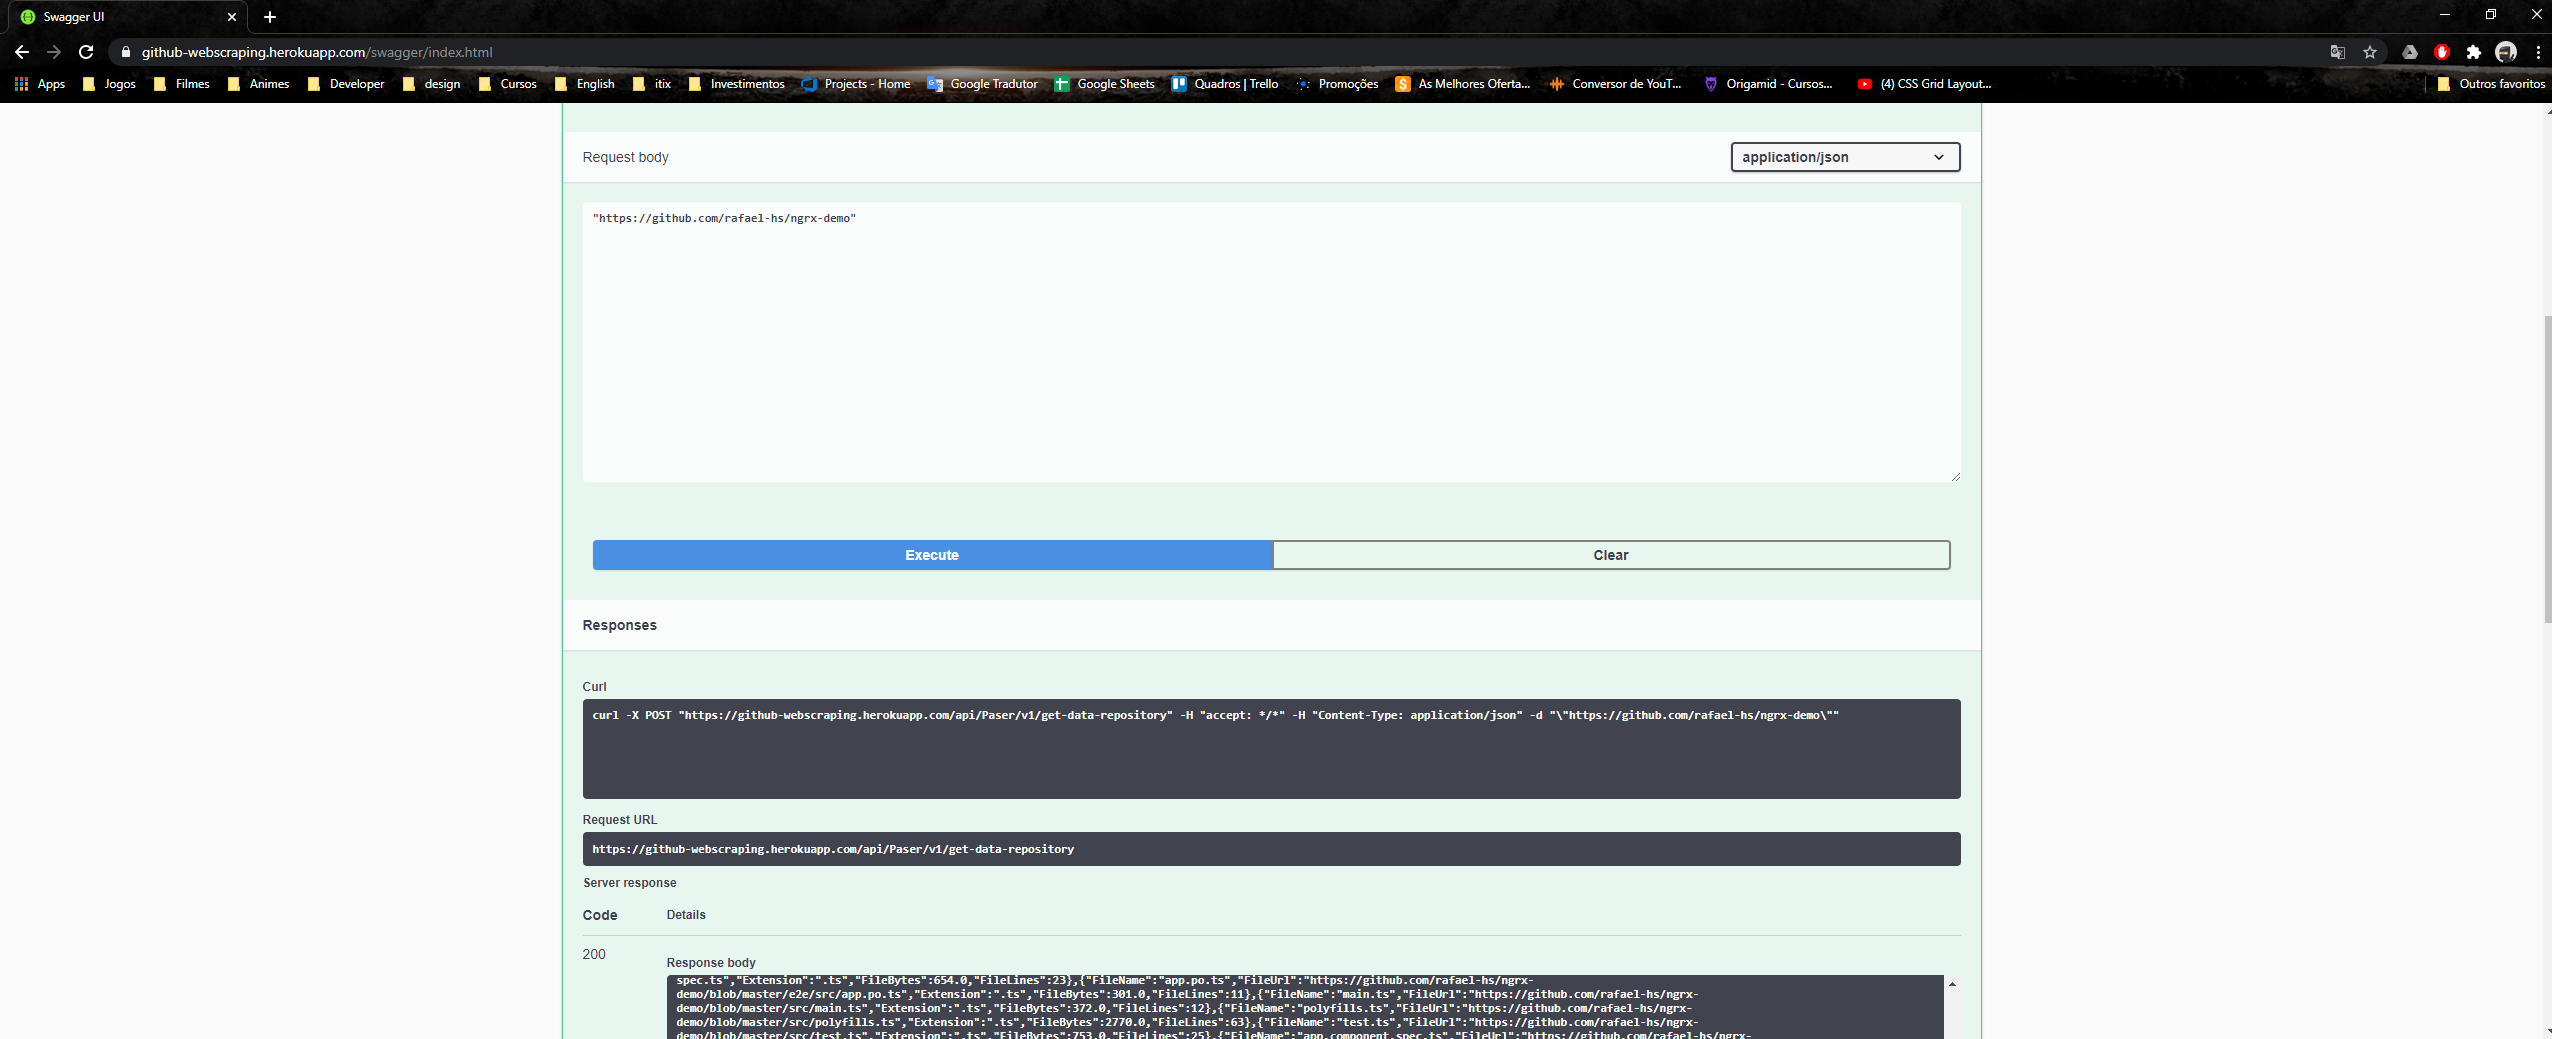 Swagger UI
github-webscraping.herokuapp.com/swagger/index.html
Apps Jogos Filmes Animes Developer design Cursos English itix Investimentos Projects - Home Google Tradutor Google Sheets Quadros | Trello Promoções As Melhores Oferta... Conversor de YouT... Origamid - Cursos... (4) CSS Grid Layout... Outros favoritos
Request body application/json
"https://github.com/rafael-hs/ngrx-demo"
Execute Clear
Responses
Curl
curl -X POST "https://github-webscraping.herokuapp.com/api/Paser/v1/get-data-repository" -H "accept: */*" -H "Content-Type: application/json" -d "\"https://github.com/rafael-hs/ngrx-demo\""
Request URL
https://github-webscraping.herokuapp.com/api/Paser/v1/get-data-repository
Server response
Code Details
200
Response body
spec.ts","Extension":".ts","FileBytes":654.0,"FileLines":23},{"FileName":"app.po.ts","FileUrl":"https://github.com/rafael-hs/ngrx-
demo/blob/master/e2e/src/app.po.ts","Extension":".ts","FileBytes":301.0,"FileLines":11},{"FileName":"main.ts","FileUrl":"https://github.com/rafael-hs/ngrx-
demo/blob/master/src/main.ts","Extension":".ts","FileBytes":372.0,"FileLines":12},{"FileName":"polyfills.ts","FileUrl":"https://github.com/rafael-hs/ngrx-
demo/blob/master/src/polyfills.ts","Extension":".ts","FileBytes":2770.0,"FileLines":63},{"FileName":"test.ts","FileUrl":"https://github.com/rafael-hs/ngrx-
demo/blob/master/src/test.ts","Extension":".ts","FileBytes":753.0,"FileLines":25},{"FileName":"app.component.spec.ts","FileUrl":"https://github.com/rafael-hs/ngrx-